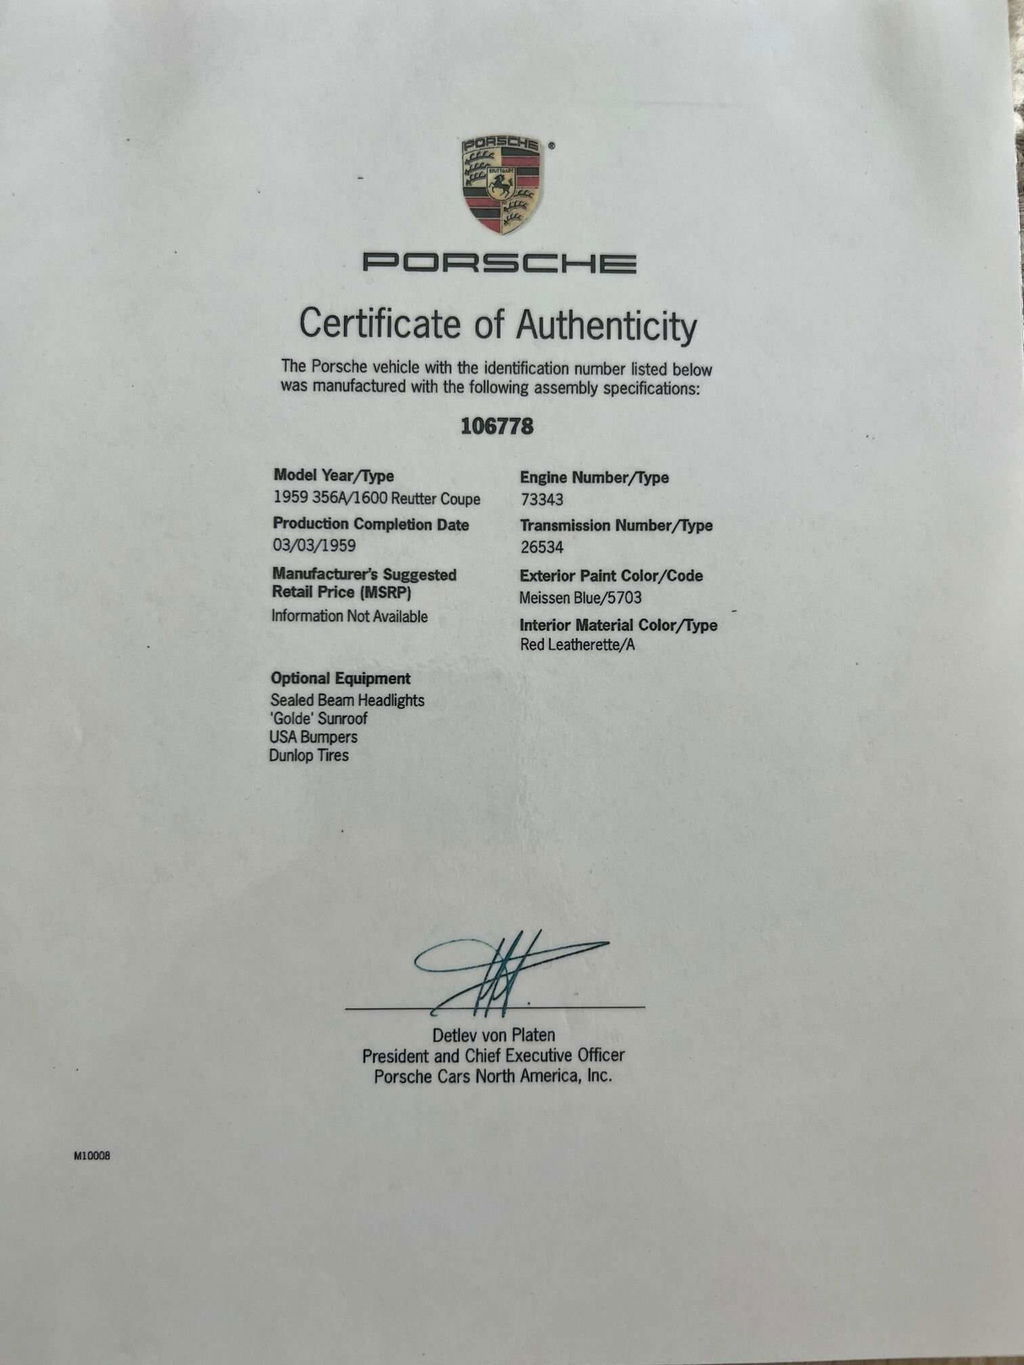 PORSCHE
STUTTGART
PORSCHE
Certificate of Authenticity
The Porsche vehicle with the identification number listed below
was manufactured with the following assembly specifications:
106778
Model Year/Type
1959 356A/1600 Reutter Coupe
Production Completion Date
03/03/1959
Manufacturer's Suggested
Retail Price (MSRP)
Information Not Available
Engine Number/Type
73343
Transmission Number/Type
26534
Exterior Paint Color/Code
Meissen Blue/5703
Interior Material Color/Type
Red Leatherette/A
Optional Equipment
Sealed Beam Headlights
'Golde' Sunroof
USA Bumpers
Dunlop Tires
Detlev von Platen
President and Chief Executive Officer
Porsche Cars North America, Inc.
M10008